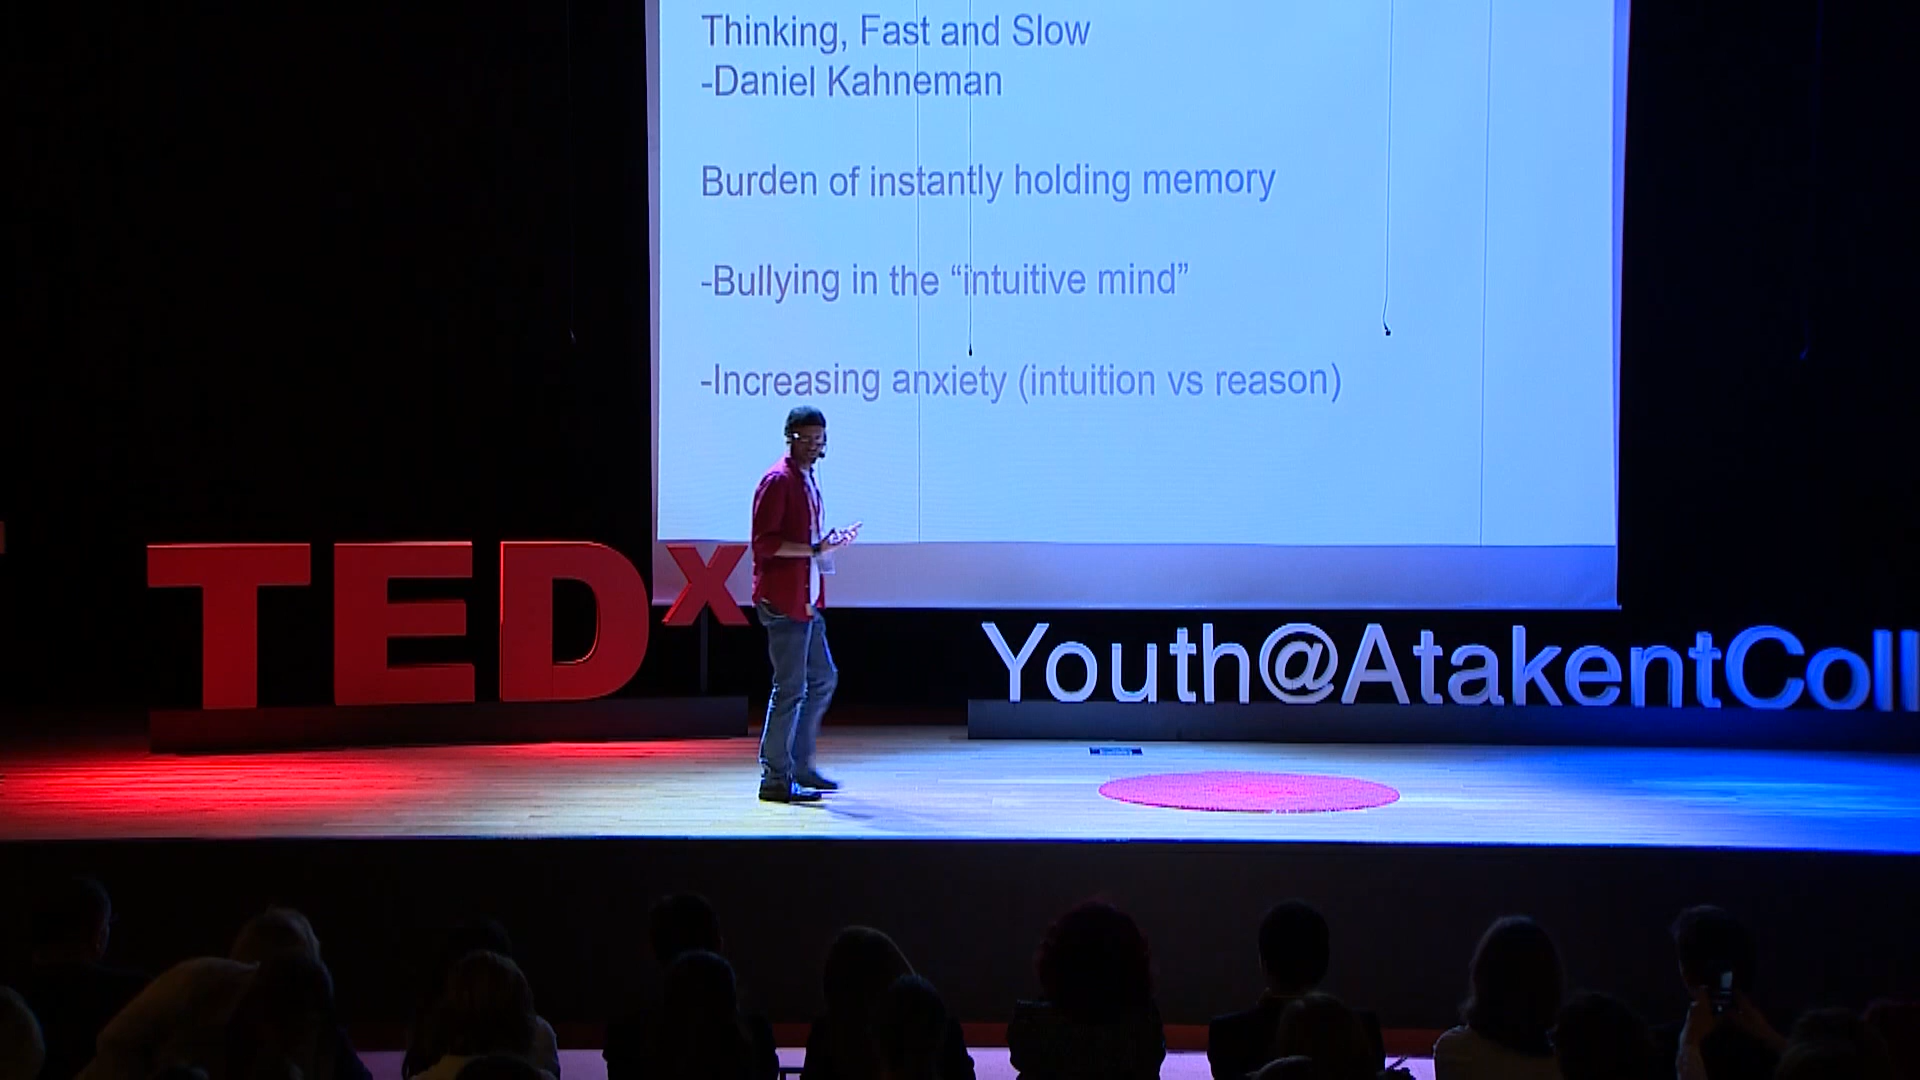 Thinking, Fast and Slow
-Daniel Kahneman
Burden of instantly holding memory
-Bullying in the “intuitive mind”
-Increasing anxiety (intuition vs reason)
TEDx
Youth@AtakentColl